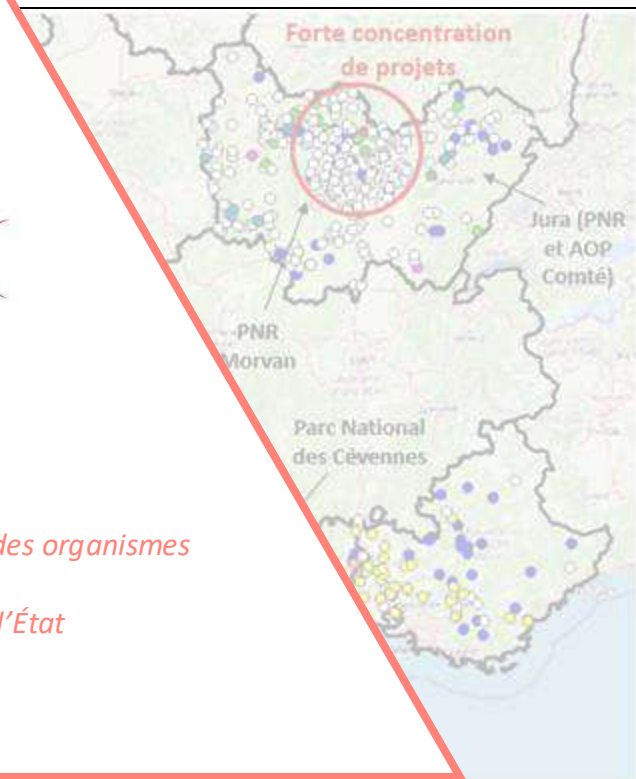 Forte concentration
de projets
Jura (PNR
et AOP
Comté)
PNR
Morvan
Parc National
des Cévennes
des organismes
l'État